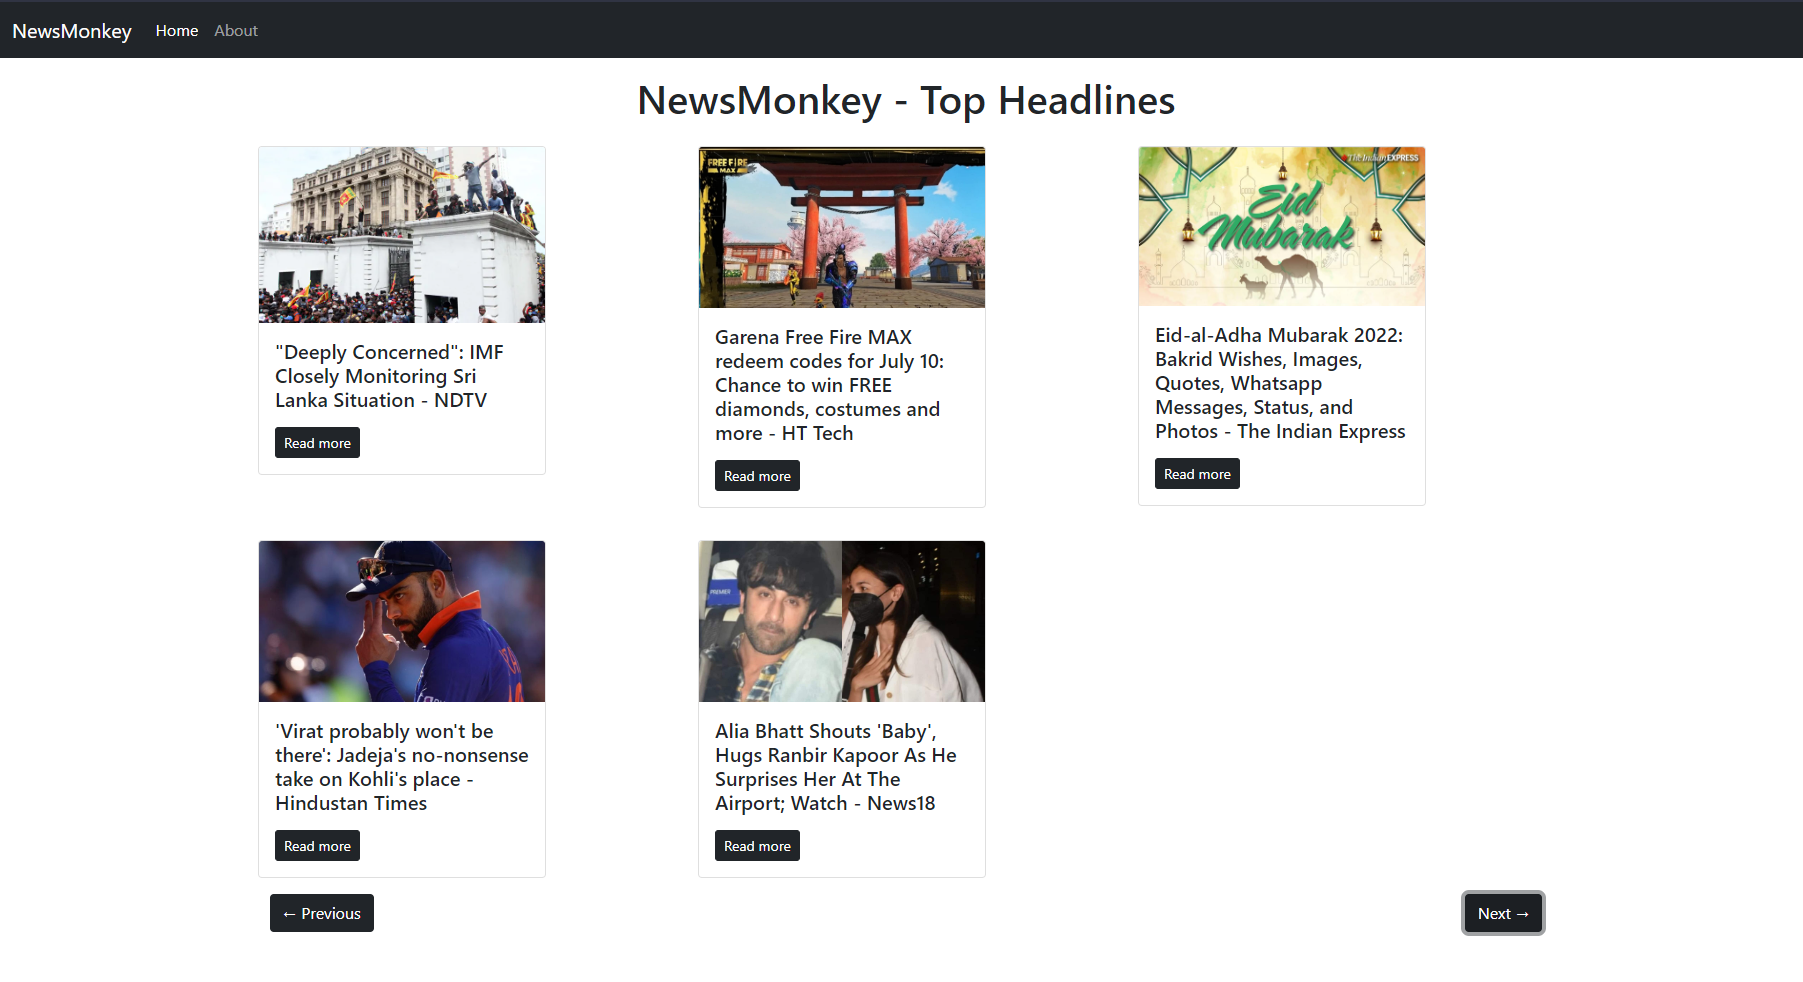 NewsMonkey Home About
NewsMonkey - Top Headlines
FREE FIRE
MAX
The Indian EXPRESS
Eid
Mubarak
"Deeply Concerned": IMF
Closely Monitoring Sri
Lanka Situation - NDTV
Read more
Garena Free Fire MAX
redeem codes for July 10:
Chance to win FREE
diamonds, costumes and
more - HT Tech
Read more
Eid-al-Adha Mubarak 2022:
Bakrid Wishes, Images,
Quotes, Whatsapp
Messages, Status, and
Photos - The Indian Express
Read more
PREMIER
'Virat probably won't be
there': Jadeja's no-nonsense
take on Kohli's place -
Hindustan Times
Read more
Alia Bhatt Shouts 'Baby',
Hugs Ranbir Kapoor As He
Surprises Her At The
Airport; Watch - News18
Read more
← Previous
Next →